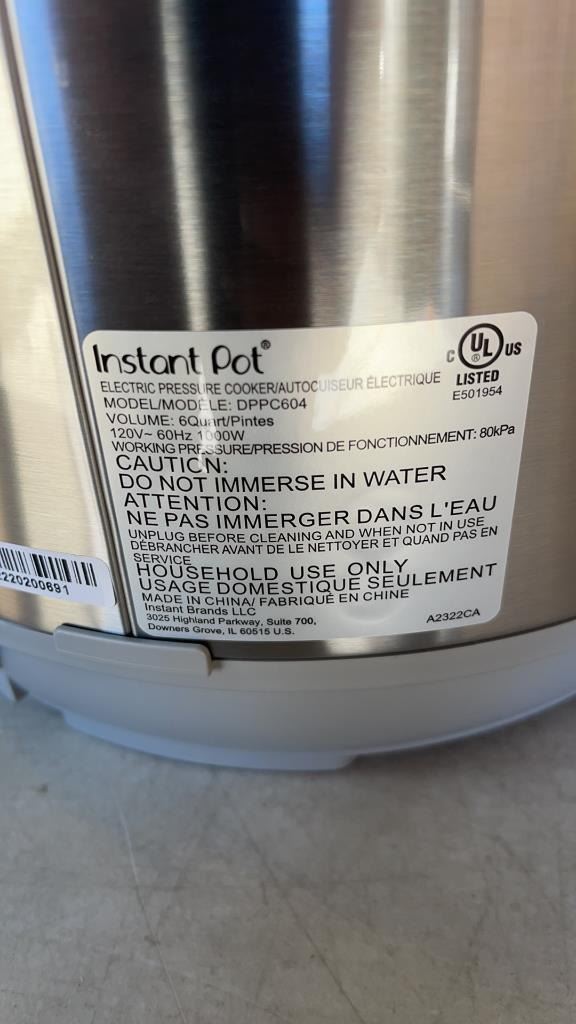 Instant Pot®
ELECTRIC PRESSURE COOKER/AUTOCUISEUR ÉLECTRIQUE
MODEL/MODÈLE: DPPC604
VOLUME: 6Quart/Pintes
120V~ 60Hz 1000W
WORKING PRESSURE/PRESSION DE FONCTIONNEMENT: 80kPa
C UL® US
LISTED
E501954
CAUTION:
DO NOT IMMERSE IN WATER
ATTENTION:
NE PAS IMMERGER DANS L'EAU
UNPLUG BEFORE CLEANING AND WHEN NOT IN USE
DÉBRANCHER AVANT DE LE NETTOYER ET QUAND PAS EN
SERVICE
HOUSEHOLD USE ONLY
USAGE DOMESTIQUE SEULEMENT
MADE IN CHINA/ FABRIQUÉ EN CHINE
Instant Brands LLC
3025 Highland Parkway, Suite 700,
Downers Grove, IL 60515 U.S.
A2322CA
220200691